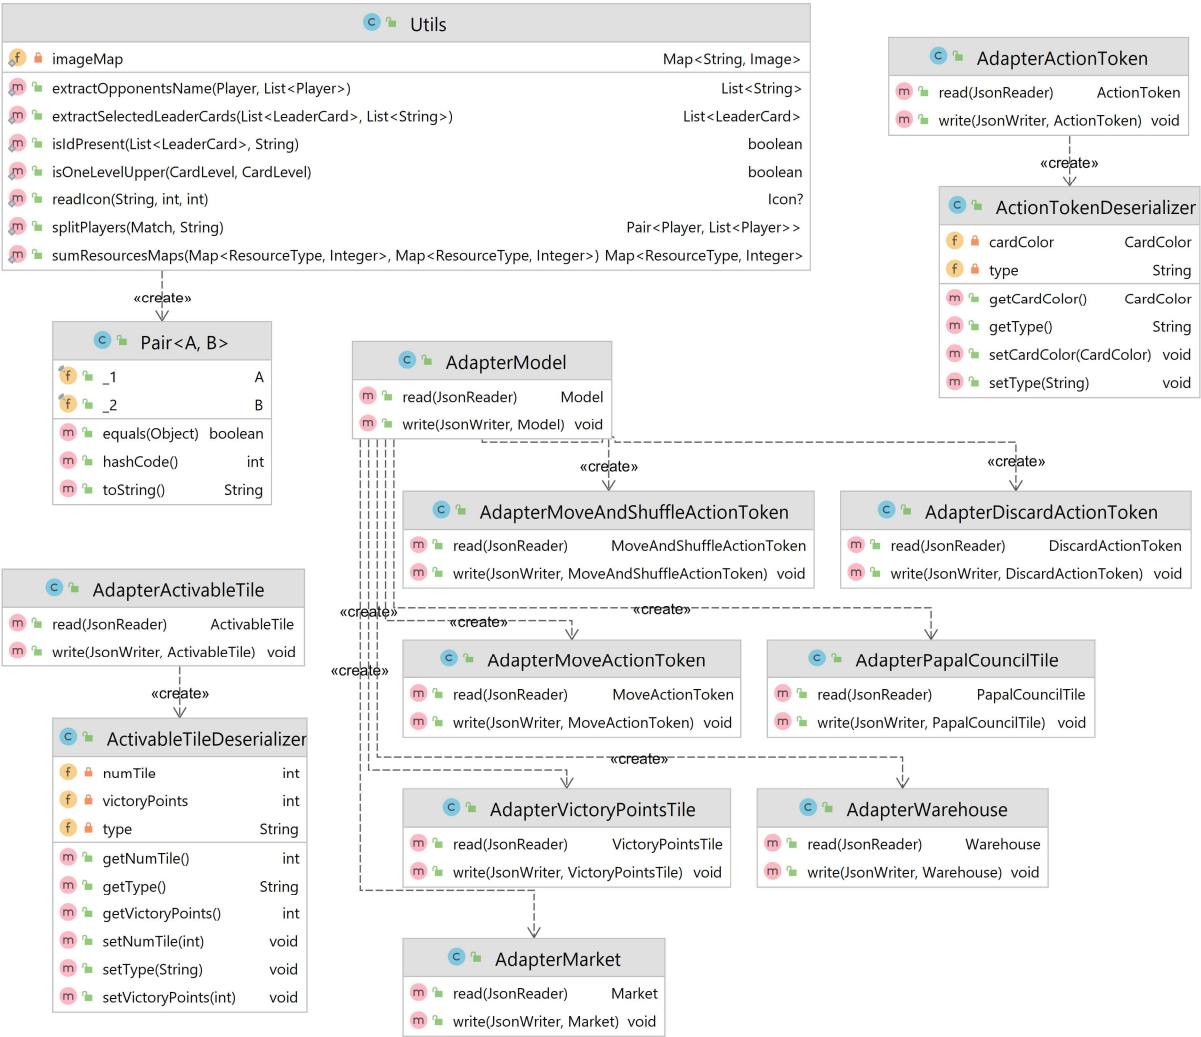 Utils
imageMap Map<String, Image>
extractOpponentsName(Player, List<Player>) List<String>
extractSelectedLeaderCards(List<LeaderCard>, List<String>) List<LeaderCard>
isIdPresent(List<LeaderCard>, String) boolean
isOneLevelUpper(CardLevel, CardLevel) boolean
readIcon(String, int, int) Icon?
splitPlayers(Match, String) Pair<Player, List<Player>>
sumResourcesMaps(Map<ResourceType, Integer>, Map<ResourceType, Integer>) Map<ResourceType, Integer>
«create»
Pair<A, B>
_1 A
_2 B
equals(Object) boolean
hashCode() int
toString() String
AdapterActionToken
read(JsonReader) ActionToken
write(JsonWriter, ActionToken) void
«create»
ActionTokenDeserializer
cardColor CardColor
type String
getCardColor() CardColor
getType() String
setCardColor(CardColor) void
setType(String) void
AdapterModel
read(JsonReader) Model
write(JsonWriter, Model) void
«create»
«create»
AdapterMoveAndShuffleActionToken
read(JsonReader) MoveAndShuffleActionToken
write(JsonWriter, MoveAndShuffleActionToken) void
AdapterDiscardActionToken
read(JsonReader) DiscardActionToken
write(JsonWriter, DiscardActionToken) void
AdapterActivableTile
read(JsonReader) ActivableTile
write(JsonWriter, ActivableTile) void
«create»
ActivableTileDeserializer
numTile int
victoryPoints int
type String
getNumTile() int
getType() String
getVictoryPoints() int
setNumTile(int) void
setType(String) void
setVictoryPoints(int) void
«create»
«create»
«create»
«create»
AdapterMoveActionToken
read(JsonReader) MoveActionToken
write(JsonWriter, MoveActionToken) void
AdapterPapalCouncilTile
read(JsonReader) PapalCouncilTile
write(JsonWriter, PapalCouncilTile) void
«create»
AdapterVictoryPointsTile
read(JsonReader) VictoryPointsTile
write(JsonWriter, VictoryPointsTile) void
AdapterWarehouse
read(JsonReader) Warehouse
write(JsonWriter, Warehouse) void
AdapterMarket
read(JsonReader) Market
write(JsonWriter, Market) void